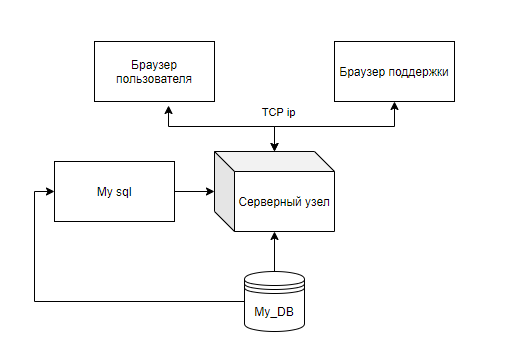 Браузер
пользователя
Браузер поддержки
TCP ip
My sql
Серверный узел
My_DB